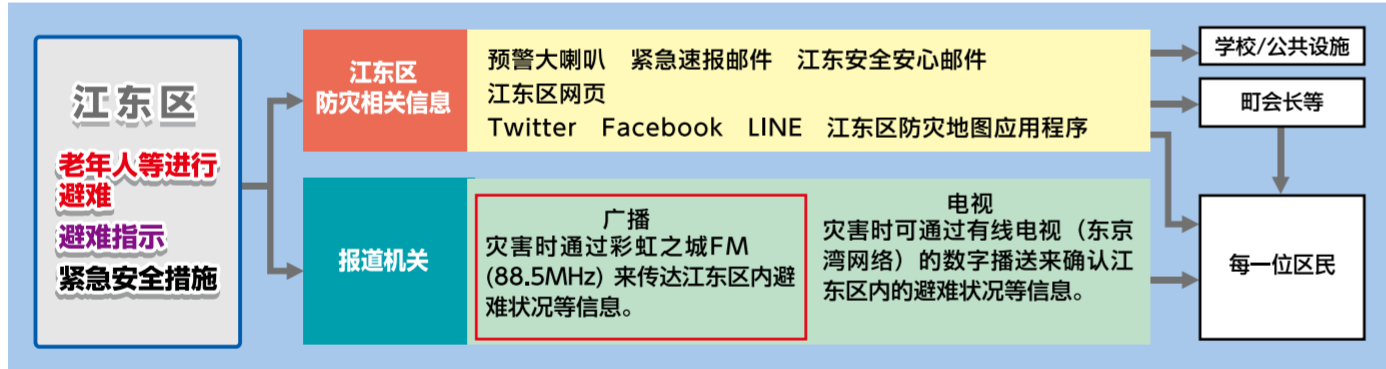 江东区
老年人等进行
避难
避难指示
紧急安全措施
江东区
防灾相关信息
预警大喇叭 紧急速报邮件 江东安全安心邮件
江东区网页
Twitter Facebook LINE 江东区防灾地图应用程序
报道机关
广播
灾害时通过彩虹之城FM
(88.5MHz) 来传达江东区内避
难状况等信息。
电视
灾害时可通过有线电视（东京
湾网络）的数字播送来确认江
东区内的避难状况等信息。
学校/公共设施
町会长等
每一位区民